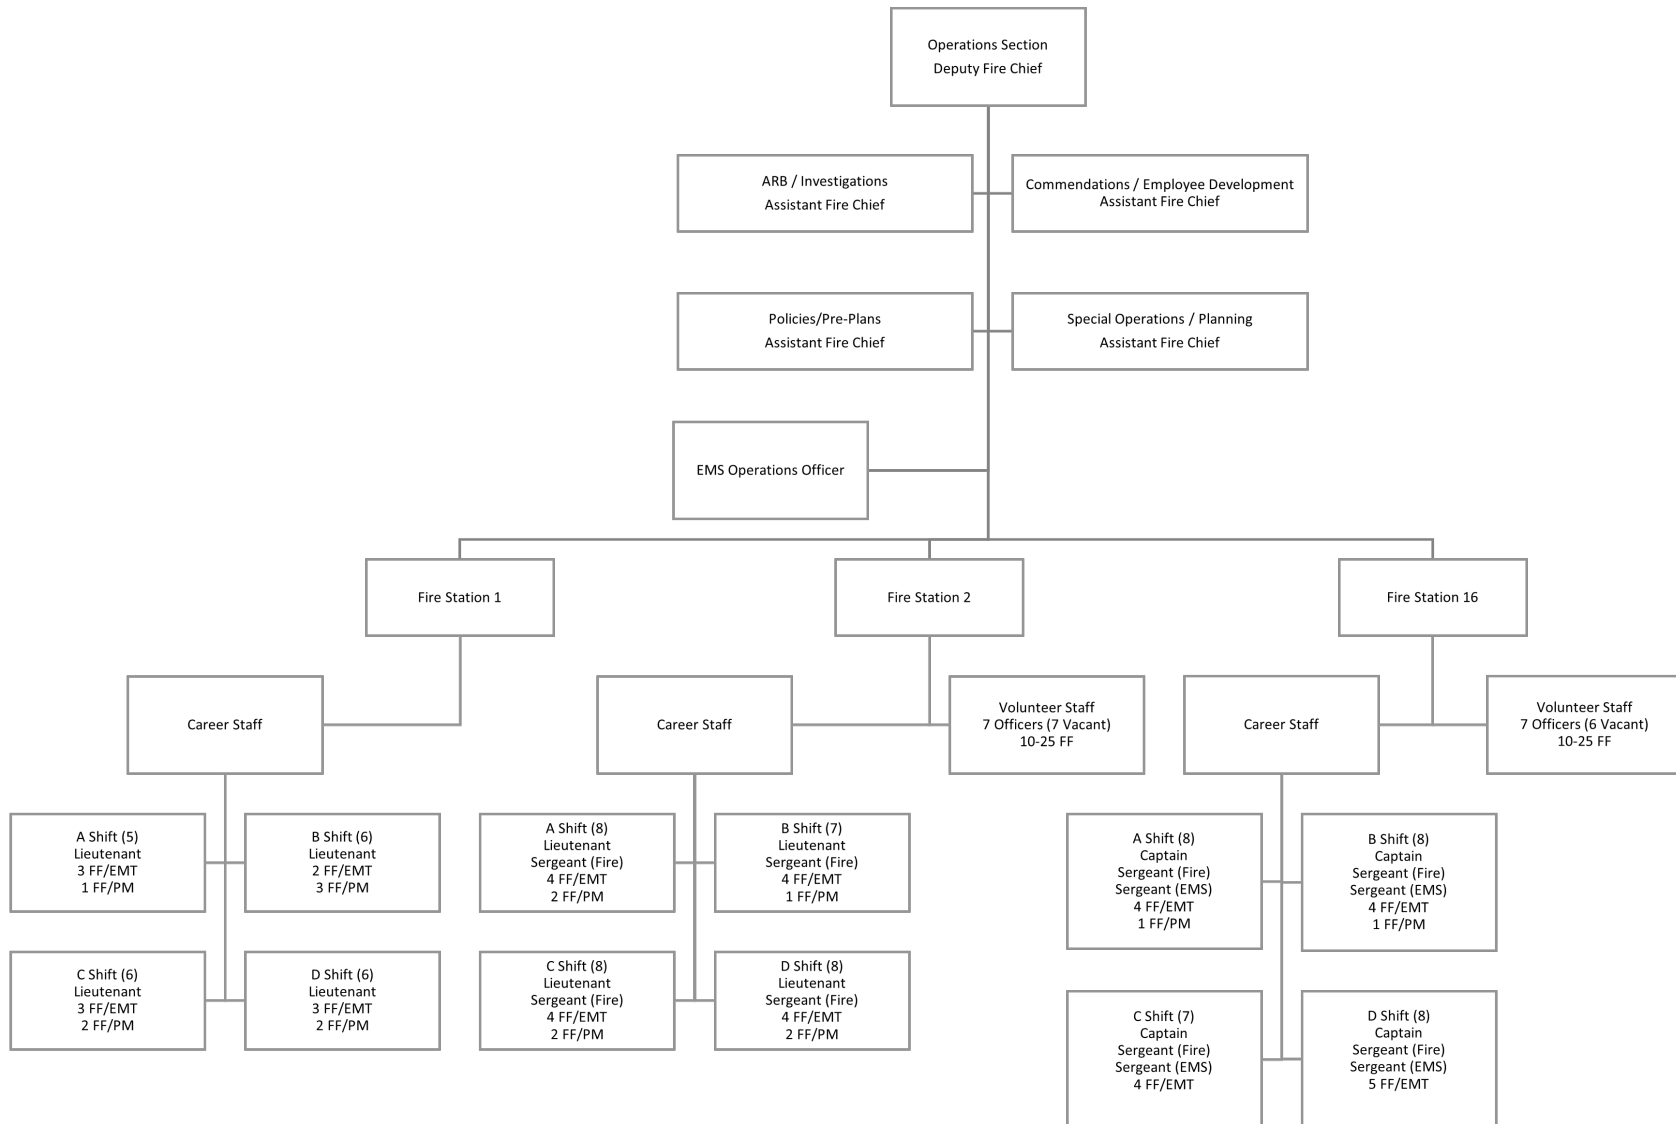 Operations Section
Deputy Fire Chief
ARB / Investigations
Assistant Fire Chief
Commendations / Employee Development
Assistant Fire Chief
Policies/Pre-Plans
Assistant Fire Chief
Special Operations / Planning
Assistant Fire Chief
EMS Operations Officer
Fire Station 1
Fire Station 2
Fire Station 16
Career Staff
Career Staff
Volunteer Staff
7 Officers (7 Vacant)
10-25 FF
Career Staff
Volunteer Staff
7 Officers (6 Vacant)
10-25 FF
A Shift (5)
Lieutenant
3 FF/EMT
1 FF/PM
B Shift (6)
Lieutenant
2 FF/EMT
3 FF/PM
C Shift (6)
Lieutenant
3 FF/EMT
2 FF/PM
D Shift (6)
Lieutenant
3 FF/EMT
2 FF/PM
A Shift (8)
Lieutenant
Sergeant (Fire)
4 FF/EMT
2 FF/PM
B Shift (7)
Lieutenant
Sergeant (Fire)
4 FF/EMT
1 FF/PM
C Shift (8)
Lieutenant
Sergeant (Fire)
4 FF/EMT
2 FF/PM
D Shift (8)
Lieutenant
Sergeant (Fire)
4 FF/EMT
2 FF/PM
A Shift (8)
Captain
Sergeant (Fire)
Sergeant (EMS)
4 FF/EMT
1 FF/PM
B Shift (8)
Captain
Sergeant (Fire)
Sergeant (EMS)
4 FF/EMT
1 FF/PM
C Shift (7)
Captain
Sergeant (Fire)
Sergeant (EMS)
4 FF/EMT
D Shift (8)
Captain
Sergeant (Fire)
Sergeant (EMS)
5 FF/EMT